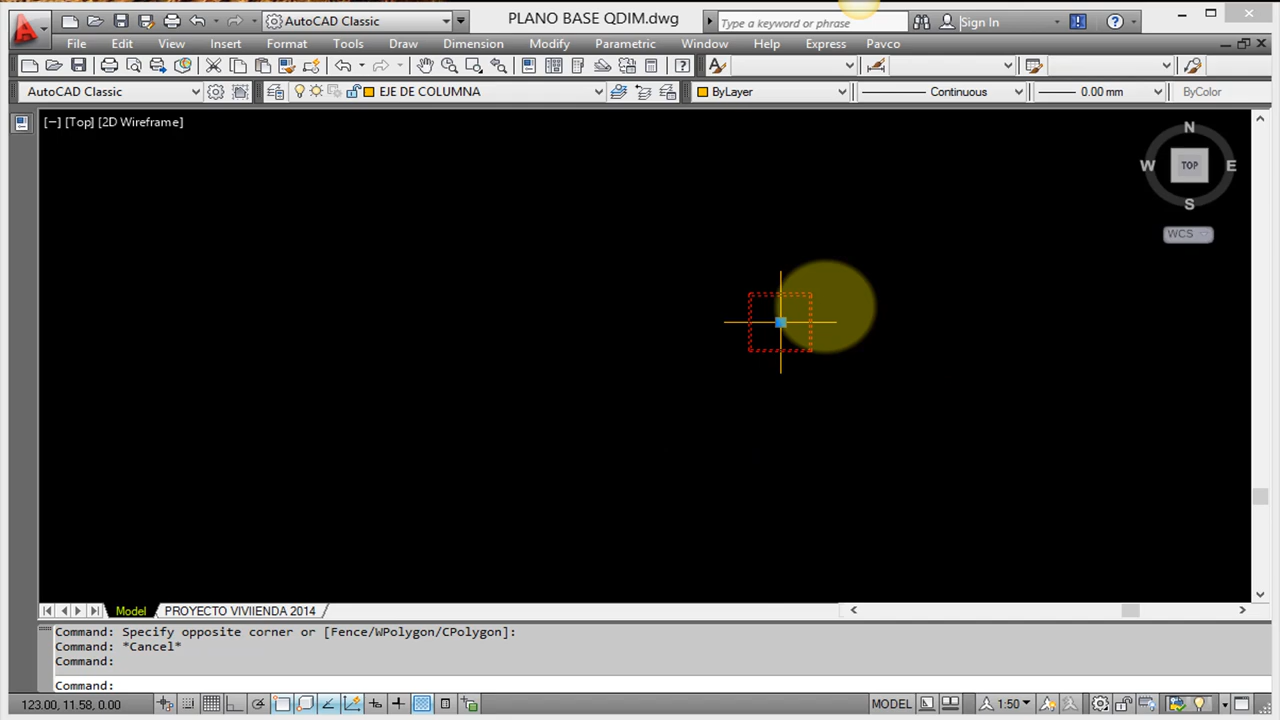 AutoCAD Classic
PLANO BASE QDIM.dwg
Type a keyword or phrase
Sign In
File Edit View Insert Format Tools Draw Dimension Modify Parametric Window Help Express Pavco
AutoCAD Classic
EJE DE COLUMNA
ByLayer
Continuous
0.00 mm
ByColor
[−] [Top] [2D Wireframe]
N
W TOP E
S
WCS
Model PROYECTO VIVIIENDA 2014
Command: Specify opposite corner or [Fence/WPolygon/CPolygon]:
Command: *Cancel*
Command:
Command:
123.00, 11.58, 0.00
MODEL
1:50